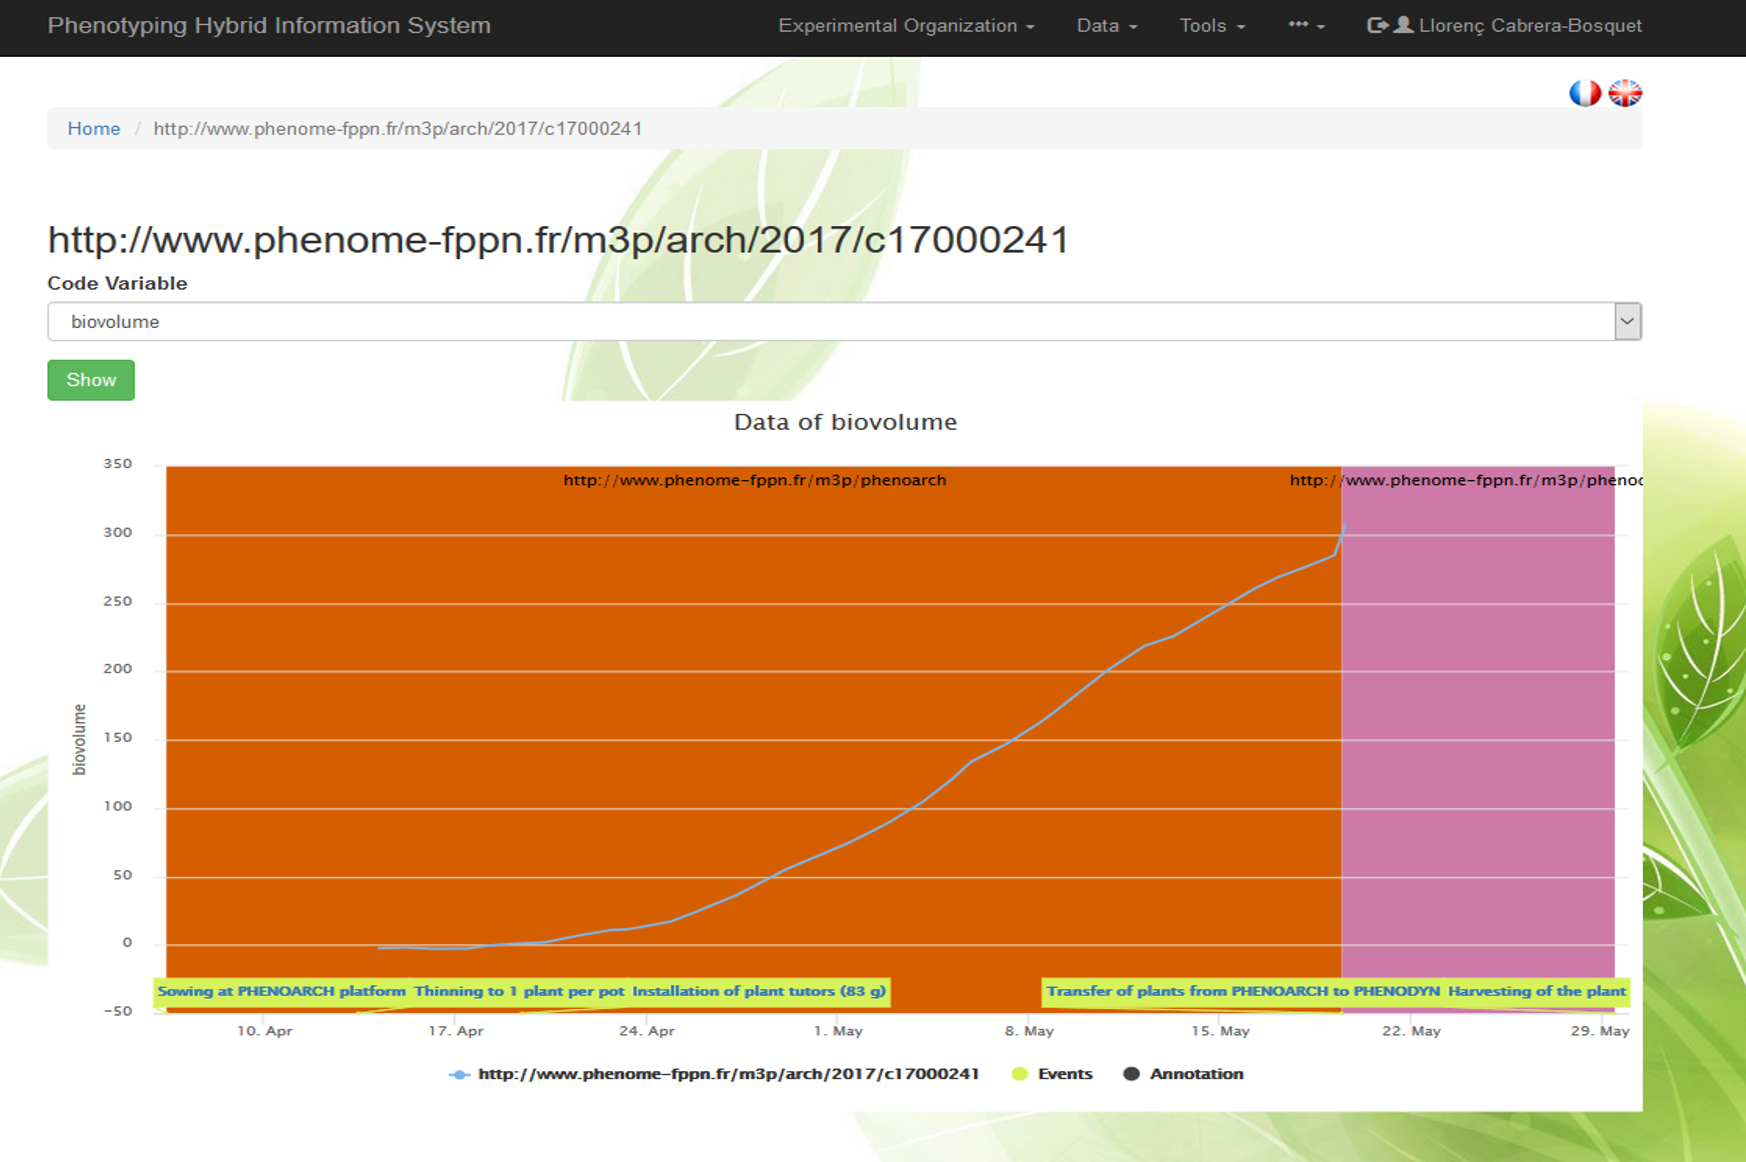 Phenotyping Hybrid Information System
Experimental Organization Data Tools ••• Llorenç Cabrera-Bosquet
Home / http://www.phenome-fppn.fr/m3p/arch/2017/c17000241
http://www.phenome-fppn.fr/m3p/arch/2017/c17000241
Code Variable
biovolume
Show
Data of biovolume
350
300
250
200
150
100
50
0
-50
biovolume
http://www.phenome-fppn.fr/m3p/phenoarch
http://www.phenome-fppn.fr/m3p/phenod
Sowing at PHENOARCH platform Thinning to 1 plant per pot Installation of plant tutors (83 g)
Transfer of plants from PHENOARCH to PHENODYN Harvesting of the plant
10. Apr 17. Apr 24. Apr 1. May 8. May 15. May 22. May 29. May
http://www.phenome-fppn.fr/m3p/arch/2017/c17000241 Events Annotation